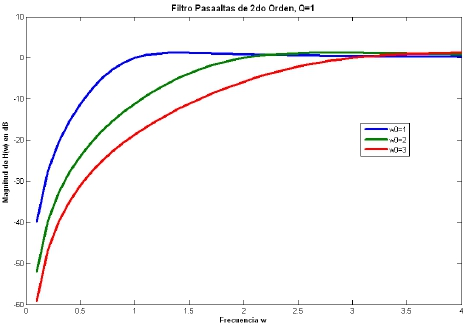 Filtro Pasaaltas de 2do Orden, Q=1
Magnitud de H(w) en dB
10
0
-10
-20
-30
-40
-50
-60
w0=1
w0=2
w0=3
0
0.5
1
1.5
2
2.5
3
3.5
4
Frecuencia w